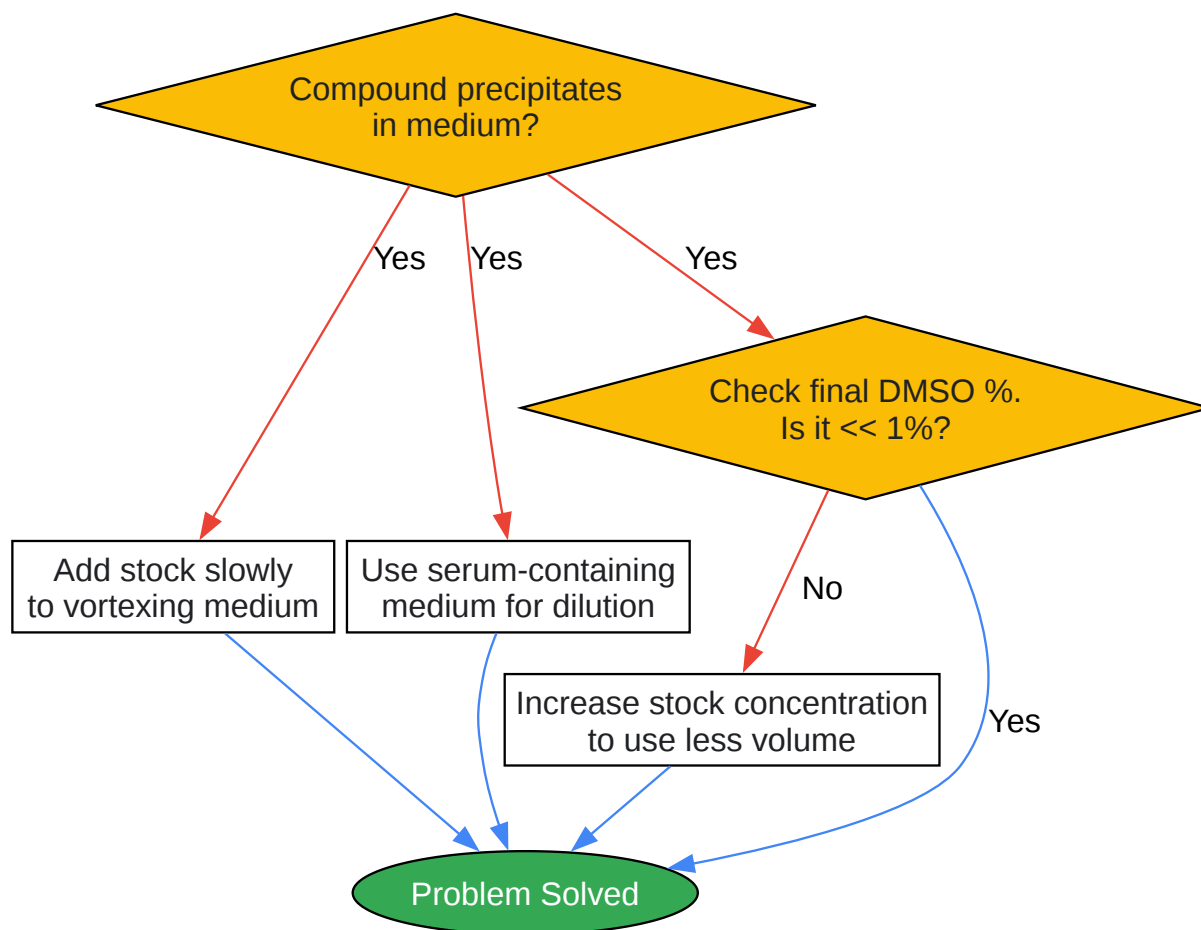 Compound precipitates
in medium?
Yes
Yes
Yes
Check final DMSO %.
Is it << 1%?
Add stock slowly
to vortexing medium
Use serum-containing
medium for dilution
No
Increase stock concentration
to use less volume
Yes
Problem Solved